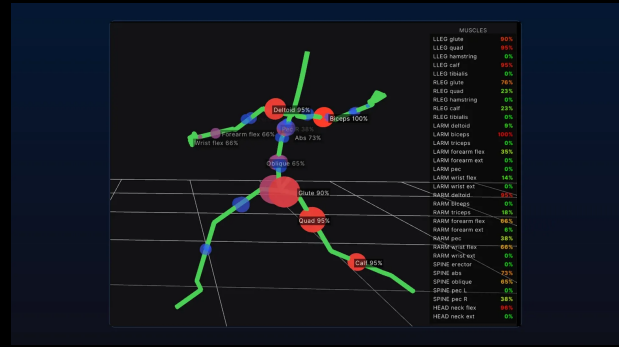 MUSCLES
LLEG glute 90%
LLEG quad 95%
LLEG hamstring 0%
LLEG calf 95%
LLEG tibialis 0%
RLEG glute 76%
RLEG quad 23%
RLEG hamstring 0%
RLEG calf 23%
RLEG tibialis 0%
LARM deltoid 9%
LARM biceps 100%
LARM triceps 0%
LARM forearm flex 35%
LARM forearm ext 0%
LARM pec 0%
LARM wrist flex 14%
LARM wrist ext 0%
RARM deltoid 95%
RARM biceps 0%
RARM triceps 18%
RARM forearm flex 66%
RARM forearm ext 6%
RARM pec 38%
RARM wrist flex 66%
RARM wrist ext 0%
SPINE erector 0%
SPINE abs 73%
SPINE oblique 65%
SPINE pec L 0%
SPINE pec R 38%
HEAD neck flex
HEAD neck ext 0%
Deltoid 95%
Biceps 100%
Forearm flex 66%
Wrist flex 66%
38%
Abs 73%
Oblique 65%
Glute 90%
Quad 95%
Calf 95%